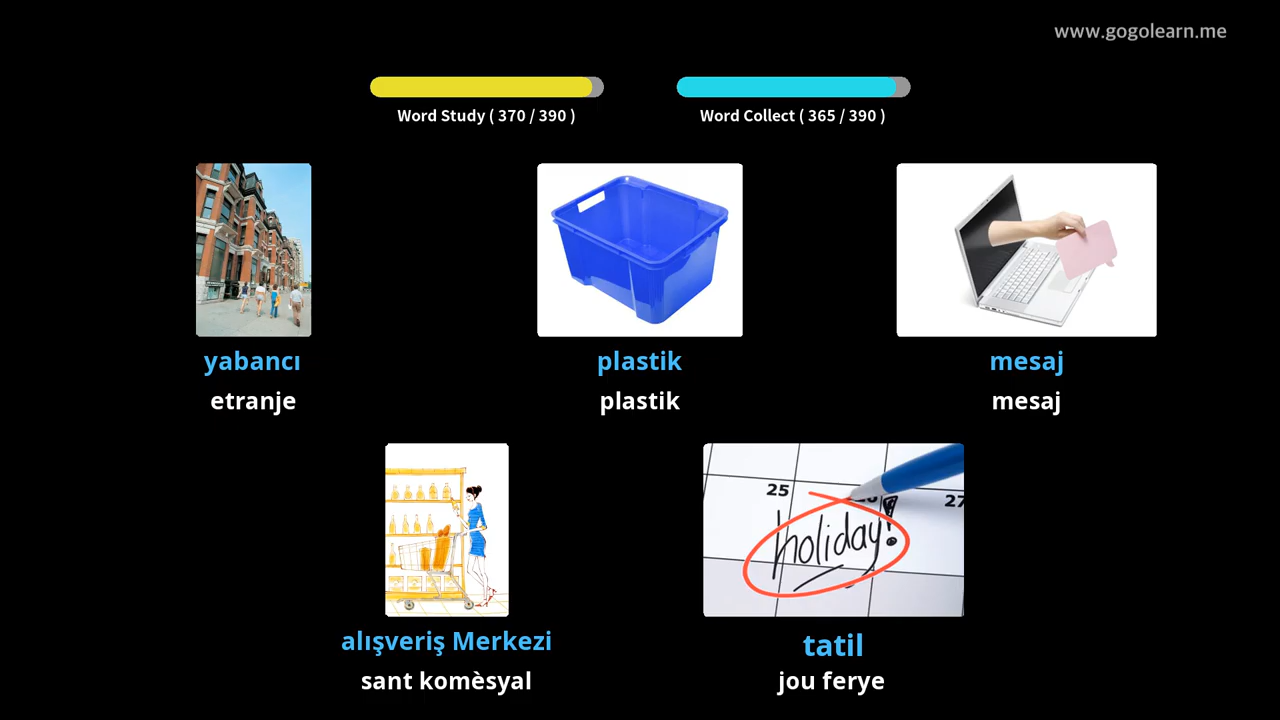 www.gogolearn.me
Word Study ( 370 / 390 )
Word Collect ( 365 / 390 )
yabancı
etranje
plastik
plastik
mesaj
mesaj
25
27
holiday!
alışveriş Merkezi
sant komèsyal
tatil
jou ferye